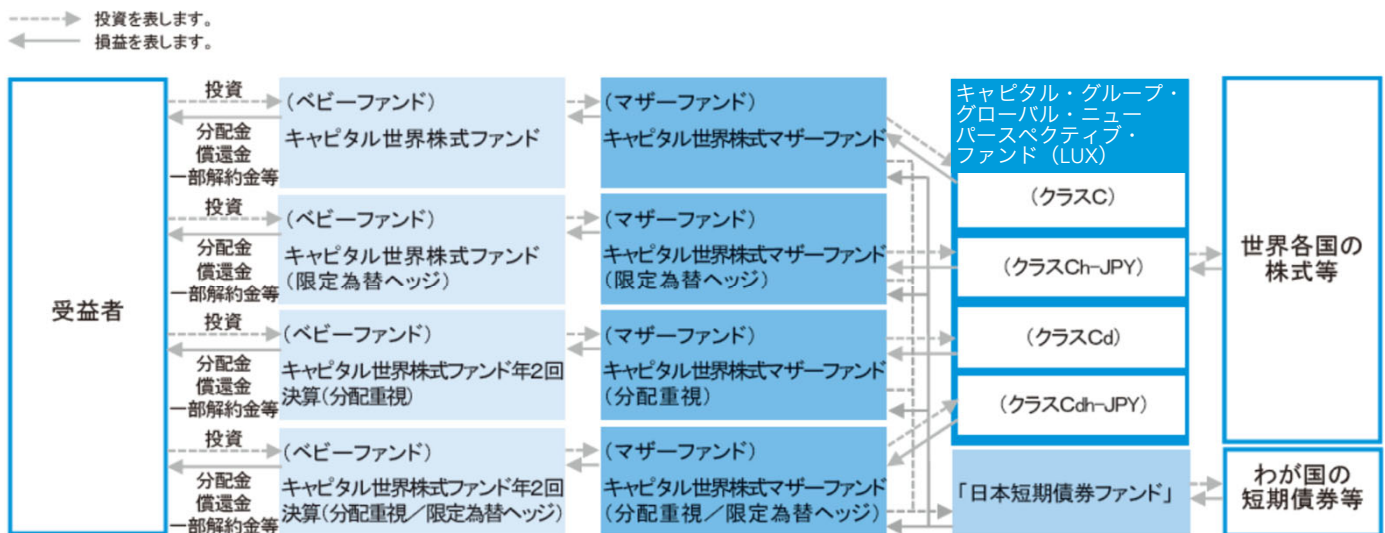 投資を表します。
損益を表します。
受益者
投資
分配金
償還金
一部解約金等
(ベビーファンド)
キャピタル世界株式ファンド
(マザーファンド)
キャピタル世界株式マザーファンド
投資
分配金
償還金
一部解約金等
(ベビーファンド)
キャピタル世界株式ファンド
(限定為替ヘッジ)
(マザーファンド)
キャピタル世界株式マザーファンド
(限定為替ヘッジ)
投資
分配金
償還金
一部解約金等
(ベビーファンド)
キャピタル世界株式ファンド年2回
決算(分配重視)
(マザーファンド)
キャピタル世界株式マザーファンド
(分配重視)
投資
分配金
償還金
一部解約金等
(ベビーファンド)
キャピタル世界株式ファンド年2回
決算(分配重視/限定為替ヘッジ)
(マザーファンド)
キャピタル世界株式マザーファンド
(分配重視/限定為替ヘッジ)
キャピタル・グループ・
グローバル・ニュー
パースペクティブ・
ファンド(LUX)
(クラスC)
(クラスCh-JPY)
(クラスCd)
(クラスCdh-JPY)
「日本短期債券ファンド」
世界各国の
株式等
わが国の
短期債券等